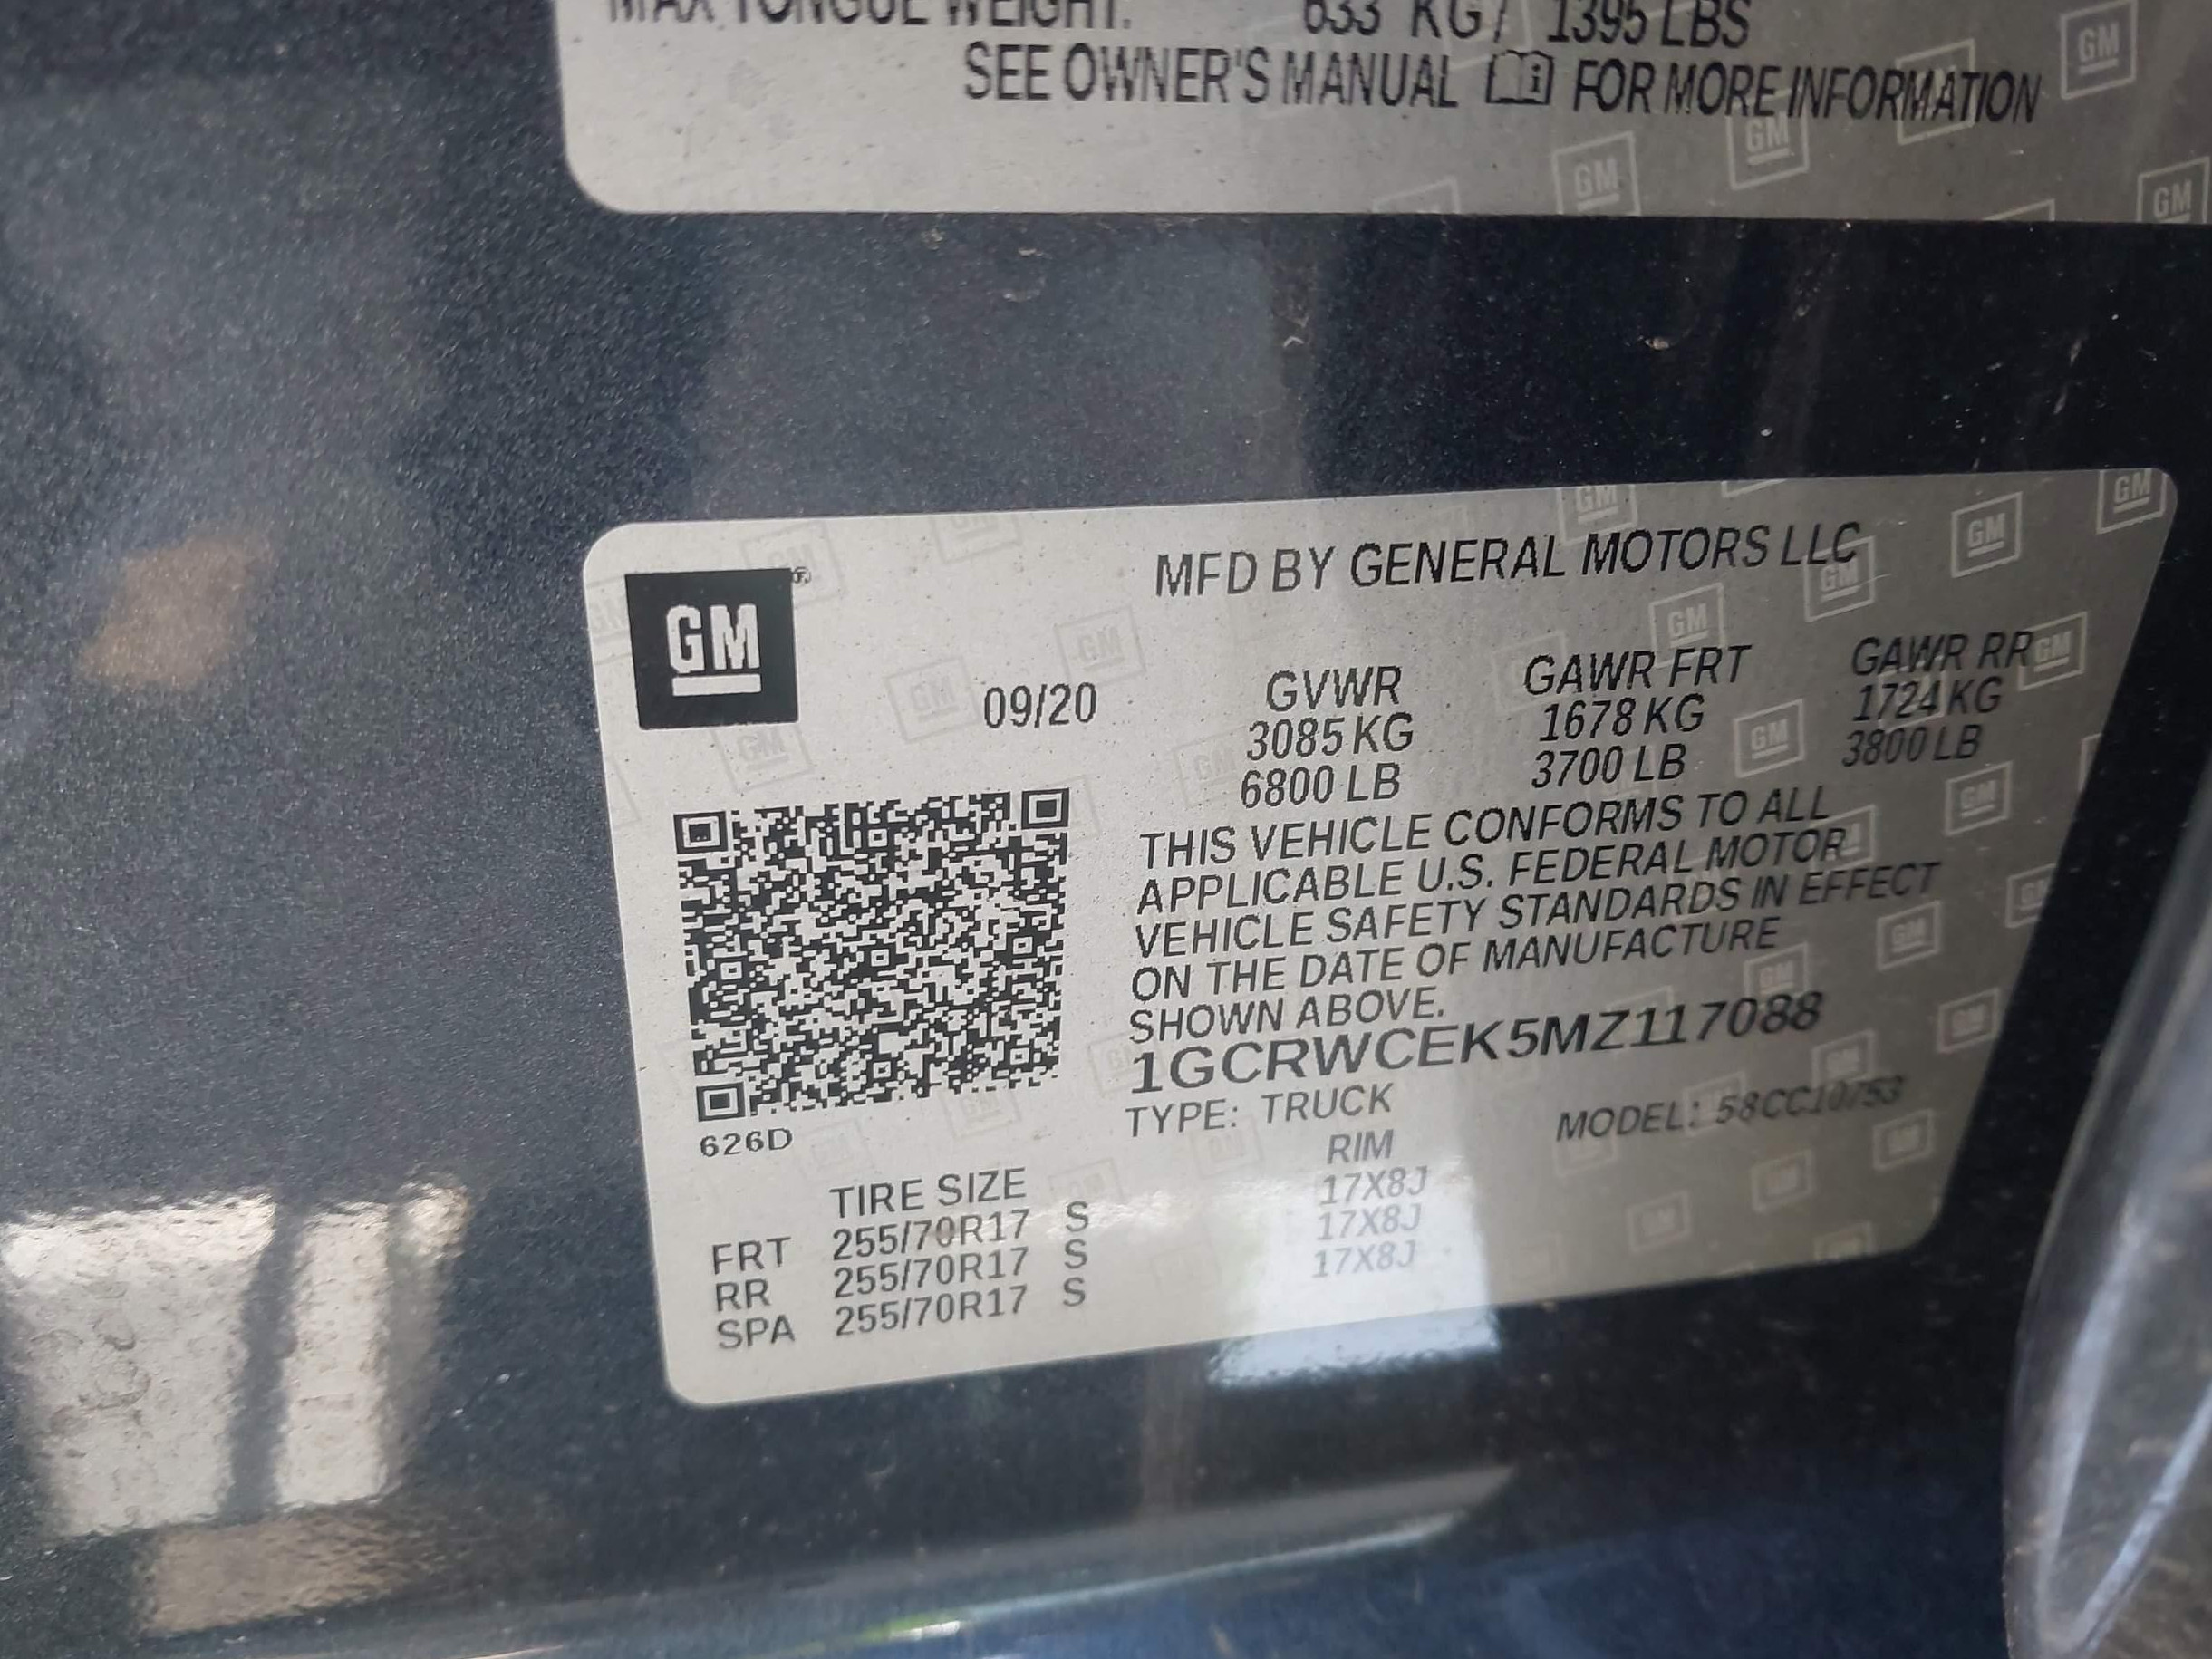 MAX TONGUE WEIGHT: 633 KG / 1395 LBS
SEE OWNER'S MANUAL FOR MORE INFORMATION
GM
MFD BY GENERAL MOTORS LLC
09/20
GVWR GAWR FRT GAWR RR
3085 KG 1678 KG 1724 KG
6800 LB 3700 LB 3800 LB
THIS VEHICLE CONFORMS TO ALL
APPLICABLE U.S. FEDERAL MOTOR
VEHICLE SAFETY STANDARDS IN EFFECT
ON THE DATE OF MANUFACTURE
SHOWN ABOVE.
1GCRWCEK5MZ117088
626D
TYPE: TRUCK MODEL: 58CC10753
TIRE SIZE RIM
FRT 255/70R17 S 17X8J
RR 255/70R17 S 17X8J
SPA 255/70R17 S 17X8J